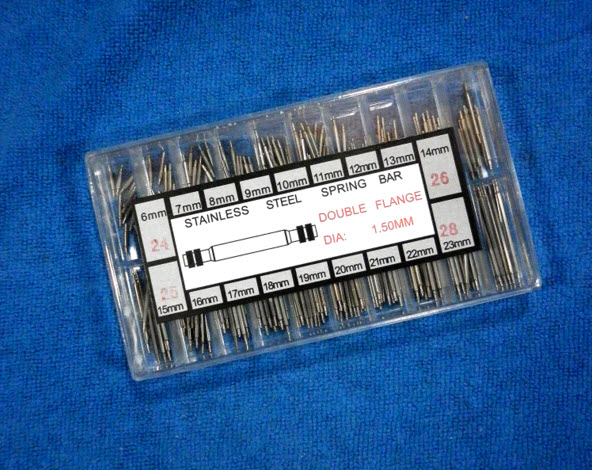 6mm 7mm 8mm 9mm 10mm 11mm 12mm 13mm 14mm
24 26
STAINLESS STEEL SPRING BAR
DOUBLE FLANGE
DIA: 1.50MM
25 28
15mm 16mm 17mm 18mm 19mm 20mm 21mm 22mm 23mm